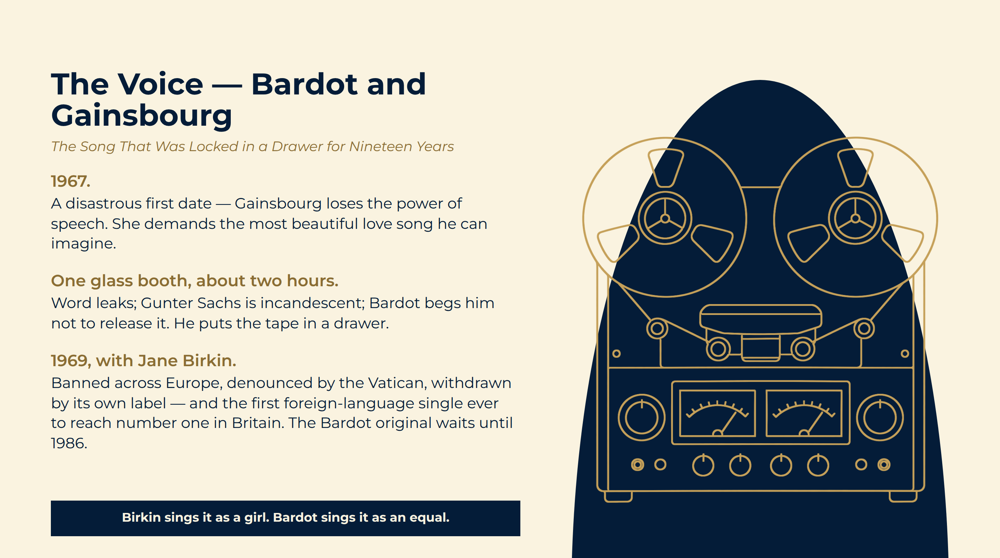 The Voice — Bardot and
Gainsbourg
The Song That Was Locked in a Drawer for Nineteen Years
1967.
A disastrous first date — Gainsbourg loses the power of
speech. She demands the most beautiful love song he can
imagine.
One glass booth, about two hours.
Word leaks; Gunter Sachs is incandescent; Bardot begs him
not to release it. He puts the tape in a drawer.
1969, with Jane Birkin.
Banned across Europe, denounced by the Vatican, withdrawn
by its own label — and the first foreign-language single ever
to reach number one in Britain. The Bardot original waits until
1986.
Birkin sings it as a girl. Bardot sings it as an equal.